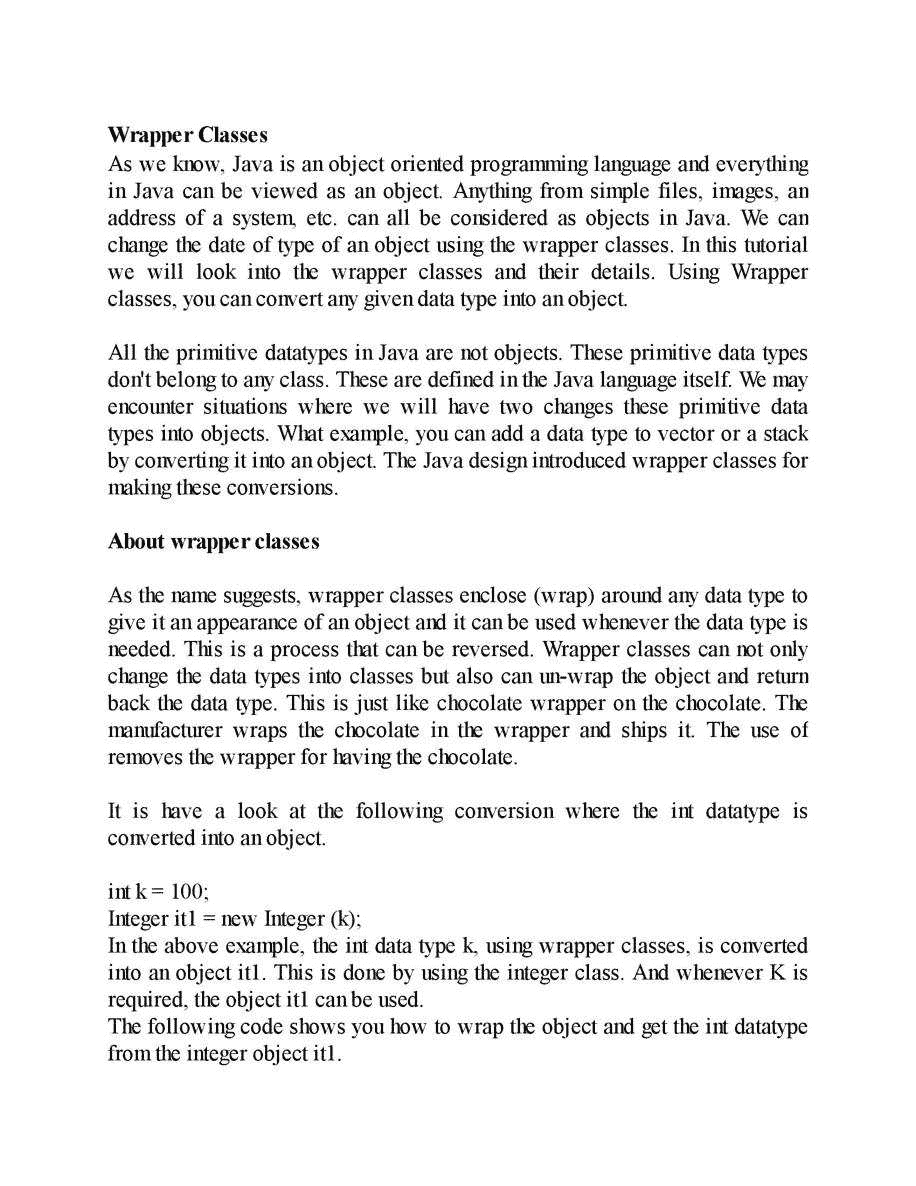 Wrapper Classes
As we know, Java is an object oriented programming language and everything
in Java can be viewed as an object. Anything from simple files, images, an
address of a system, etc. can all be considered as objects in Java. We can
change the date of type of an object using the wrapper classes. In this tutorial
we will look into the wrapper classes and their details. Using Wrapper
classes, you can convert any given data type into an object.
All the primitive datatypes in Java are not objects. These primitive data types
don't belong to any class. These are defined in the Java language itself. We may
encounter situations where we will have two changes these primitive data
types into objects. What example, you can add a data type to vector or a stack
by converting it into an object. The Java design introduced wrapper classes for
making these conversions.
About wrapper classes
As the name suggests, wrapper classes enclose (wrap) around any data type to
give it an appearance of an object and it can be used whenever the data type is
needed. This is a process that can be reversed. Wrapper classes can not only
change the data types into classes but also can un-wrap the object and return
back the data type. This is just like chocolate wrapper on the chocolate. The
manufacturer wraps the chocolate in the wrapper and ships it. The use of
removes the wrapper for having the chocolate.
It is have a look at the following conversion where the int datatype is
converted into an object.
int k = 100;
Integer it1 = new Integer (k);
In the above example, the int data type k, using wrapper classes, is converted
into an object it1. This is done by using the integer class. And whenever K is
required, the object it1 can be used.
The following code shows you how to wrap the object and get the int datatype
from the integer object it1.